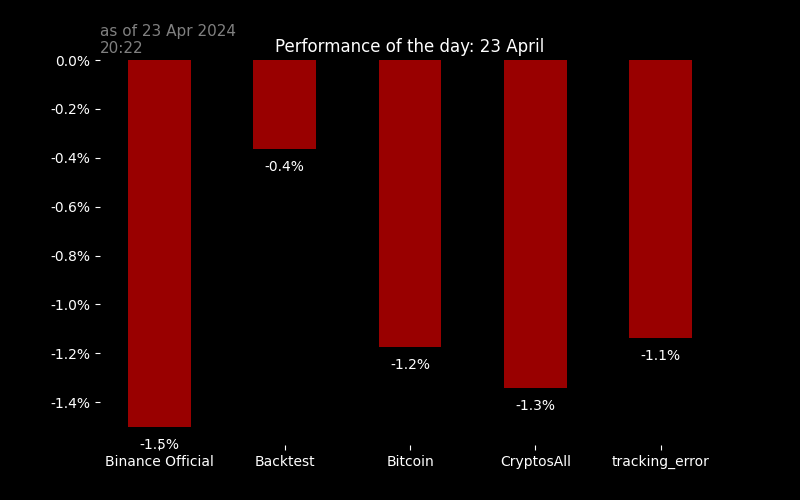 as of 23 Apr 2024
20:22
Performance of the day: 23 April
0.0%
-0.2%
-0.4%
-0.6%
-0.8%
-1.0%
-1.2%
-1.4%
-1.5%
-0.4%
-1.2%
-1.3%
-1.1%
Binance Official
Backtest
Bitcoin
CryptosAll
tracking_error